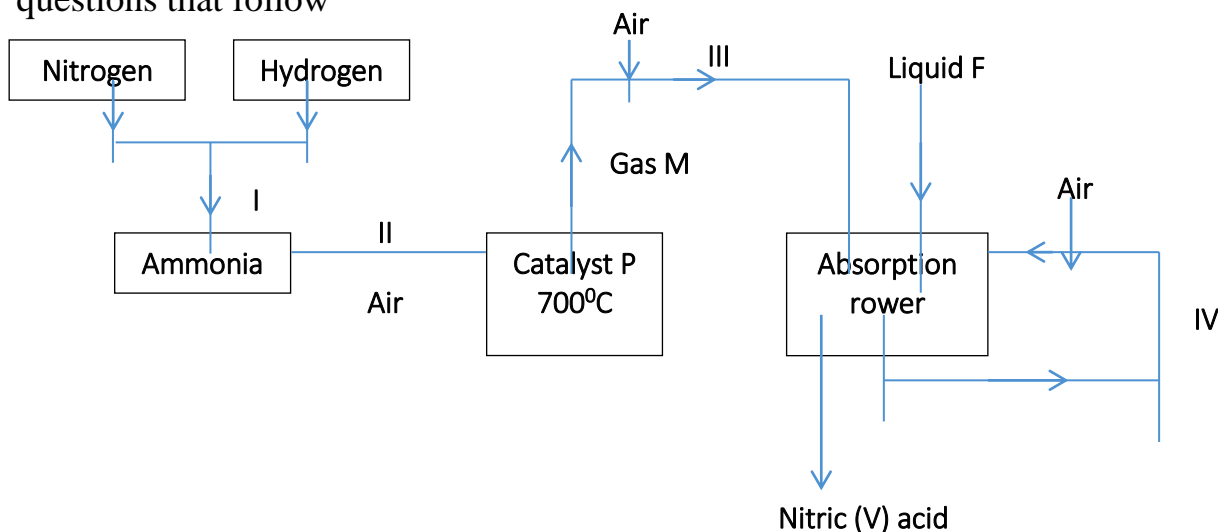 questions that follow
Air
III
Nitrogen
Hydrogen
Liquid F
Gas M
Air
I
II
Ammonia
Catalyst P
700⁰C
Absorption
rower
Air
IV
Nitric (V) acid